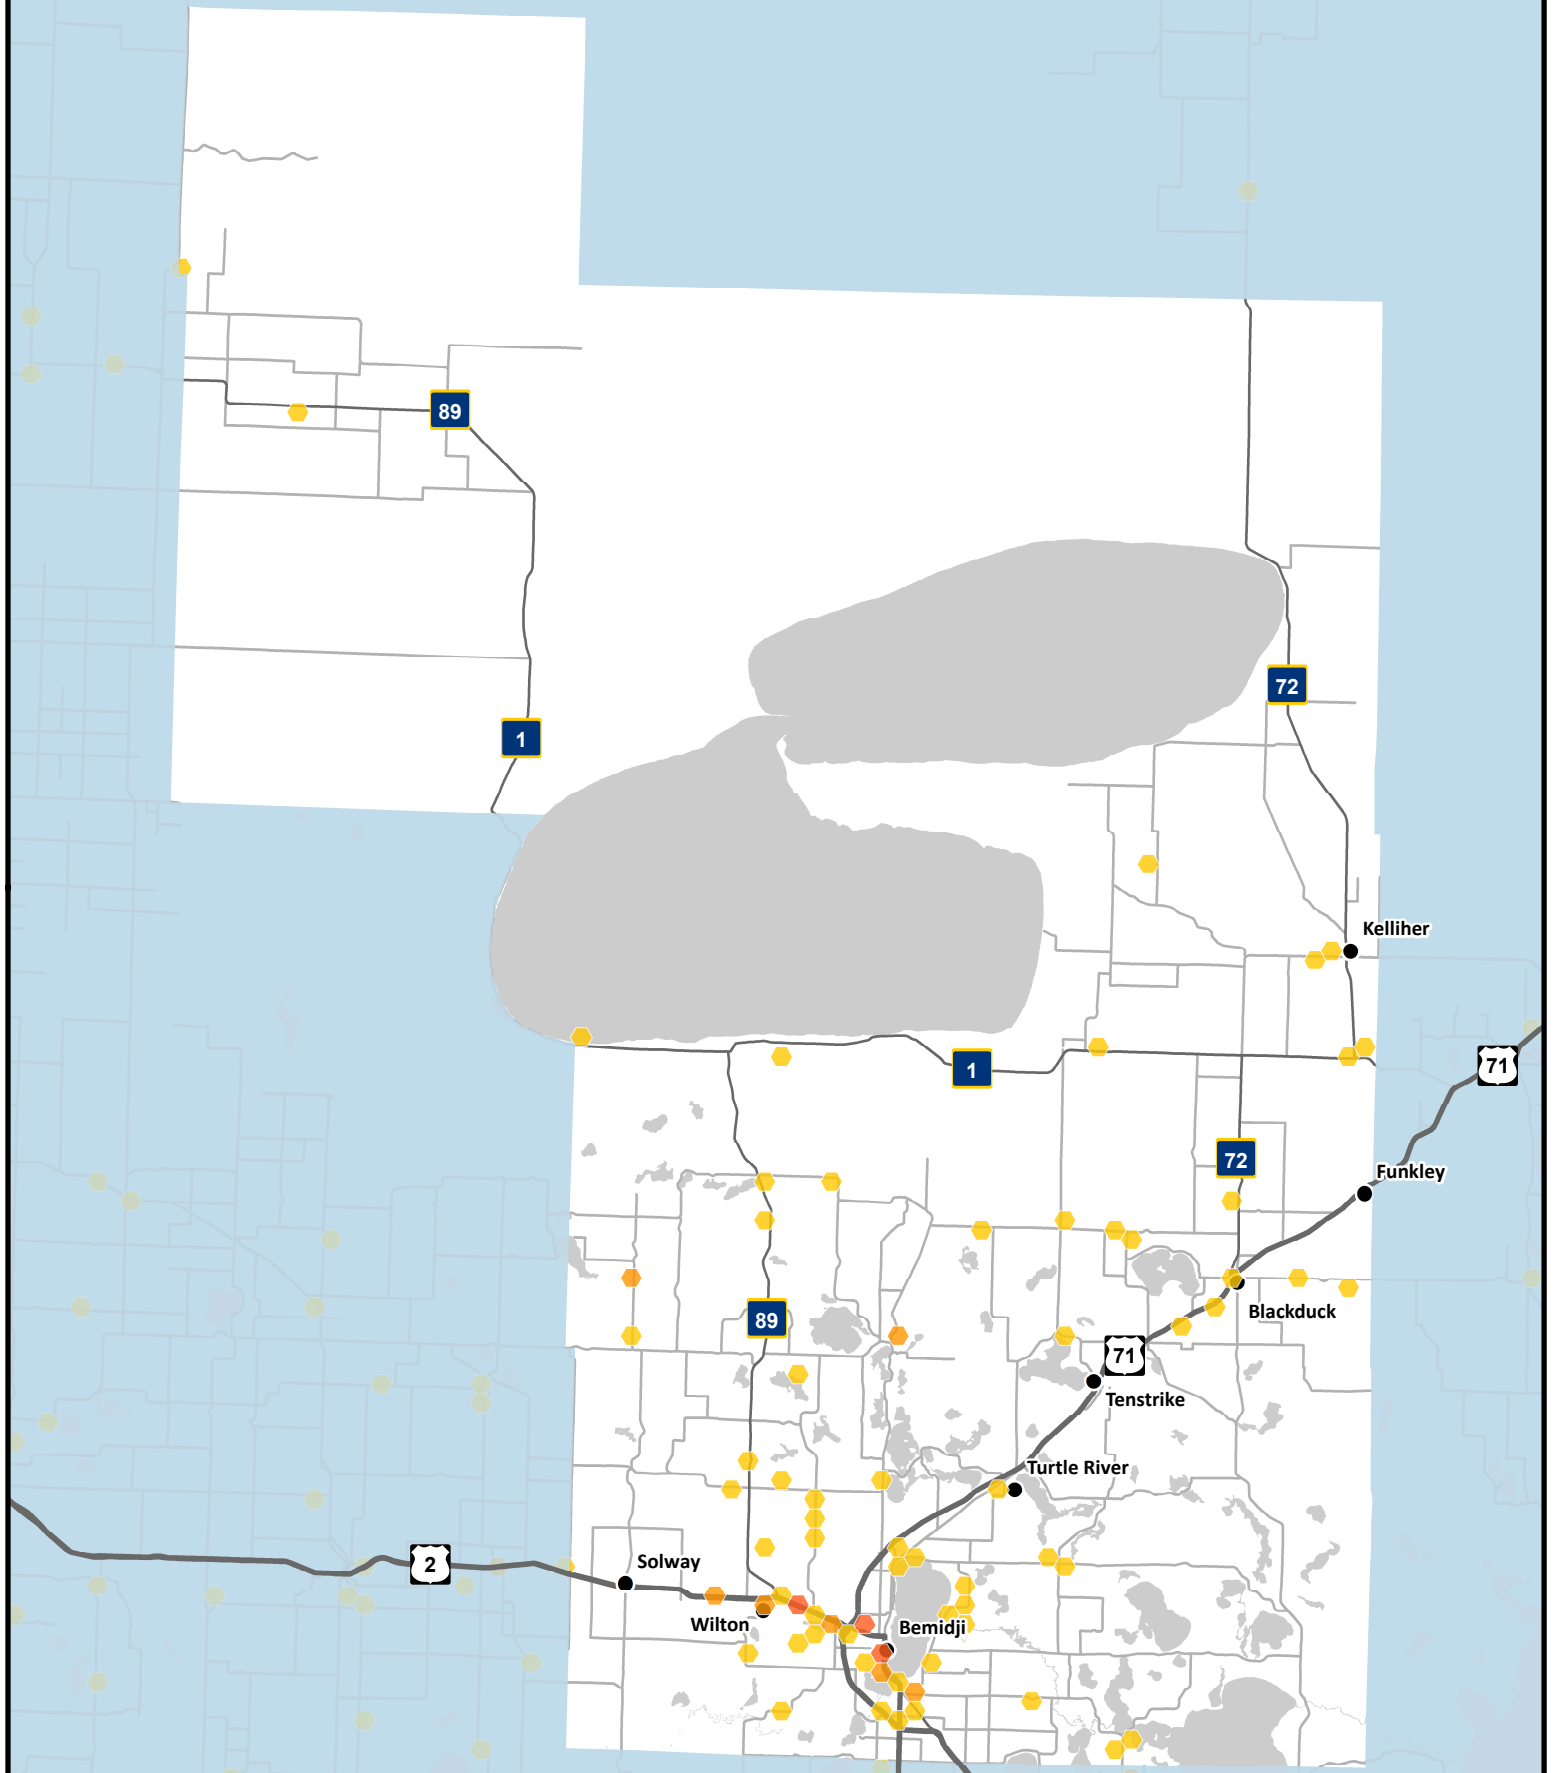 89
72
1
Kelliher
71
1
72
Funkley
Blackduck
89
71
Tenstrike
Turtle River
2
Solway
Wilton
Bemidji